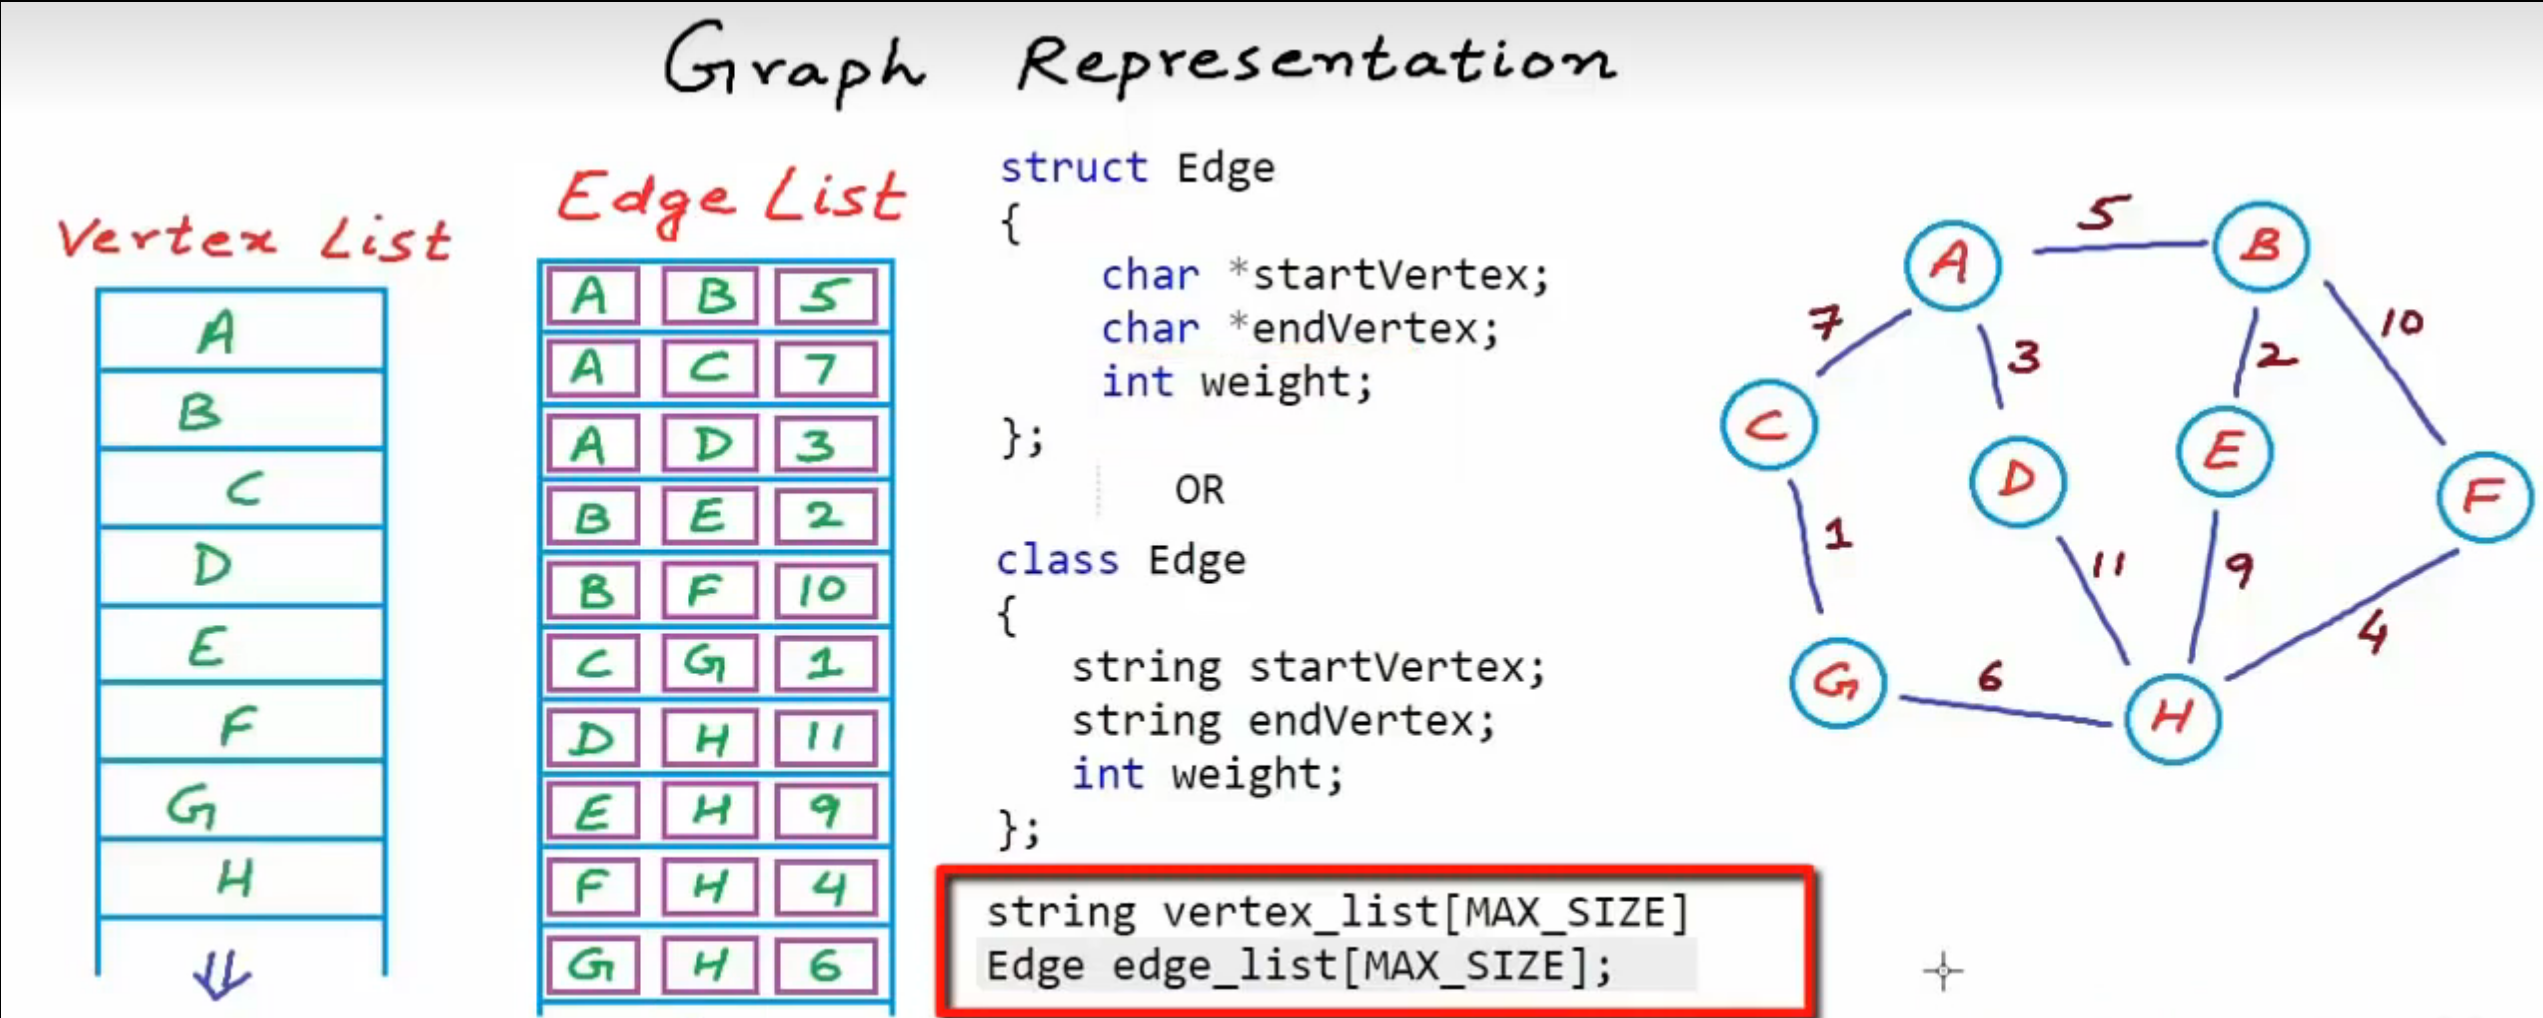 Graph Representation
Vertex List
A
B
C
D
E
F
G
H
Edge List
A B 5
A C 7
A D 3
B E 2
B F 10
C G 1
D H 11
E H 9
F H 4
G H 6
struct Edge
{
char *startVertex;
char *endVertex;
int weight;
};
OR
class Edge
{
string startVertex;
string endVertex;
int weight;
};
string vertex_list[MAX_SIZE]
Edge edge_list[MAX_SIZE];
A 5 B
7 3 2 10
C D E F
1 11 9 4
G 6 H